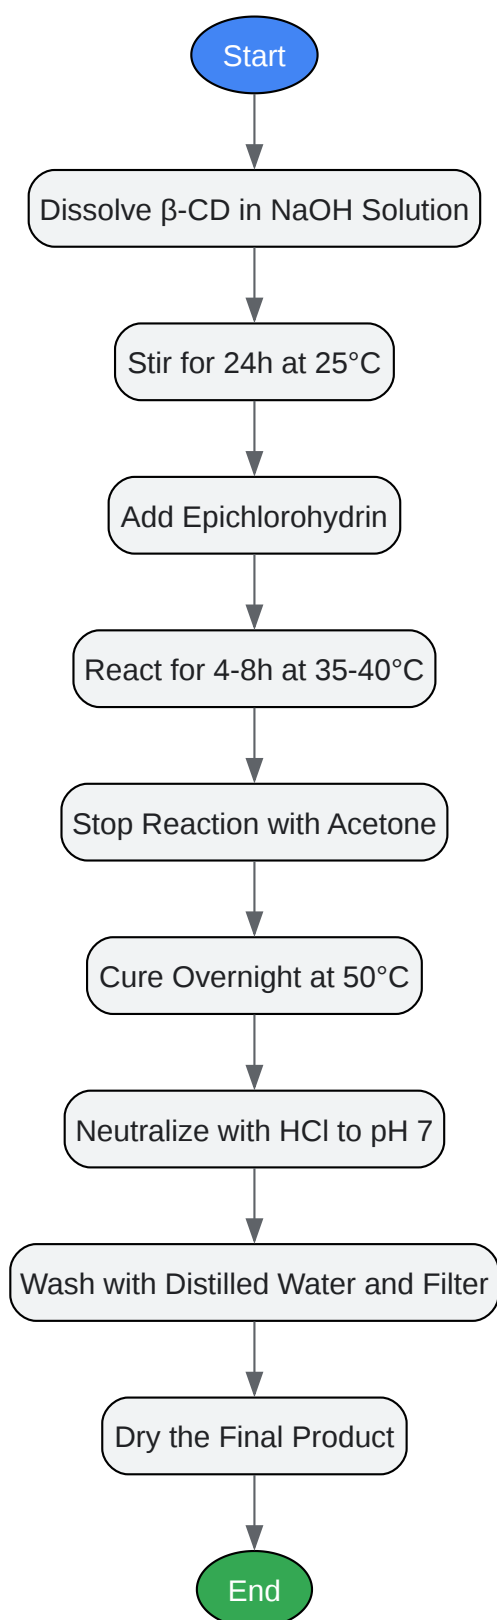 Start
Dissolve β-CD in NaOH Solution
Stir for 24h at 25°C
Add Epichlorohydrin
React for 4-8h at 35-40°C
Stop Reaction with Acetone
Cure Overnight at 50°C
Neutralize with HCl to pH 7
Wash with Distilled Water and Filter
Dry the Final Product
End